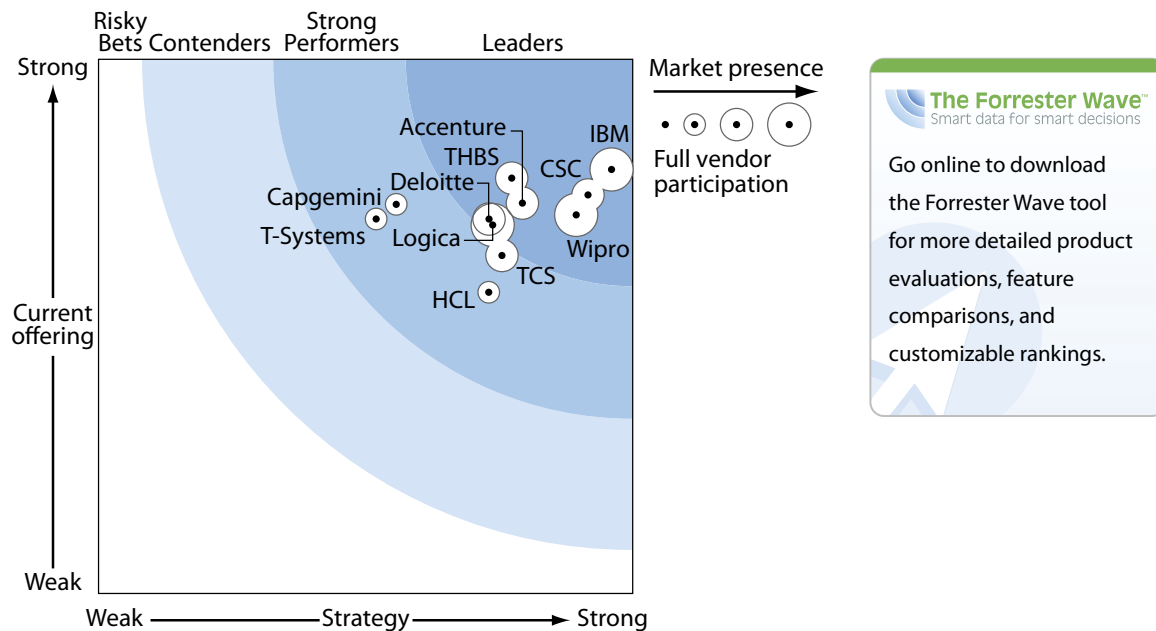 Risky
Bets
Contenders
Strong
Performers
Leaders
Strong
Current
offering
Weak
Weak
Strategy
Strong
Accenture
THBS
Deloitte
Capgemini
T-Systems
Logica
HCL
TCS
CSC
IBM
Wipro
Market presence
Full vendor
participation
The Forrester Wave™
Smart data for smart decisions
Go online to download
the Forrester Wave tool
for more detailed product
evaluations, feature
comparisons, and
customizable rankings.